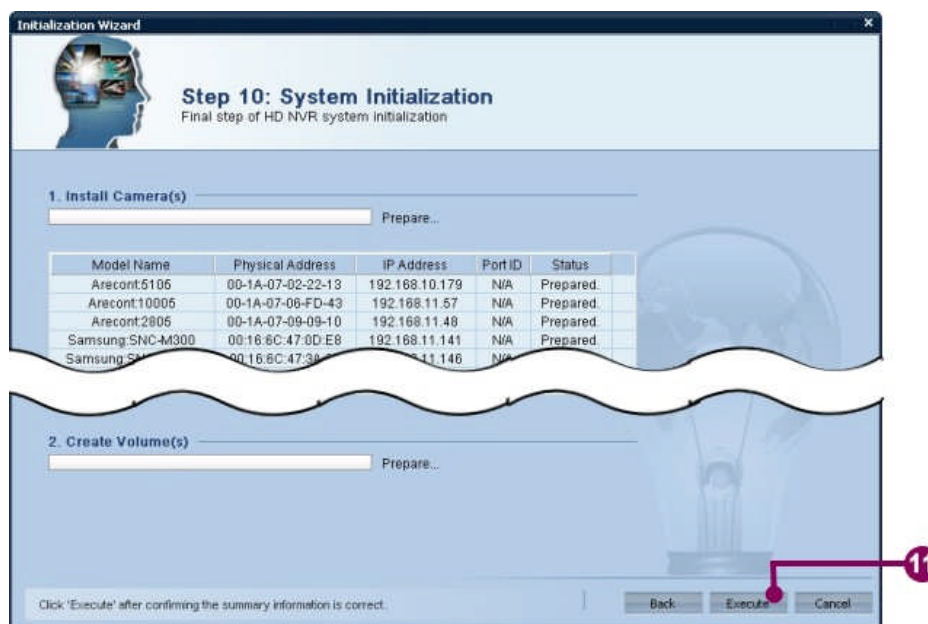 Initialization Wizard
Step 10: System Initialization
Final step of HD NVR system initialization
1. Install Camera(s)
Prepare...
Model Name Physical Address IP Address Port ID Status
Arecont:5105 00-1A-07-02-22-13 192.168.10.179 N/A Prepared.
Arecont:10005 00-1A-07-06-FD-43 192.168.11.57 N/A Prepared.
Arecont:2805 00-1A-07-09-09-10 192.168.11.48 N/A Prepared.
Samsung:SNC-M300 00:16:6C:47:0D:E8 192.168.11.141 N/A Prepared.
2. Create Volume(s)
Prepare...
11
Click 'Execute' after confirming the summary information is correct.
Back Execute Cancel